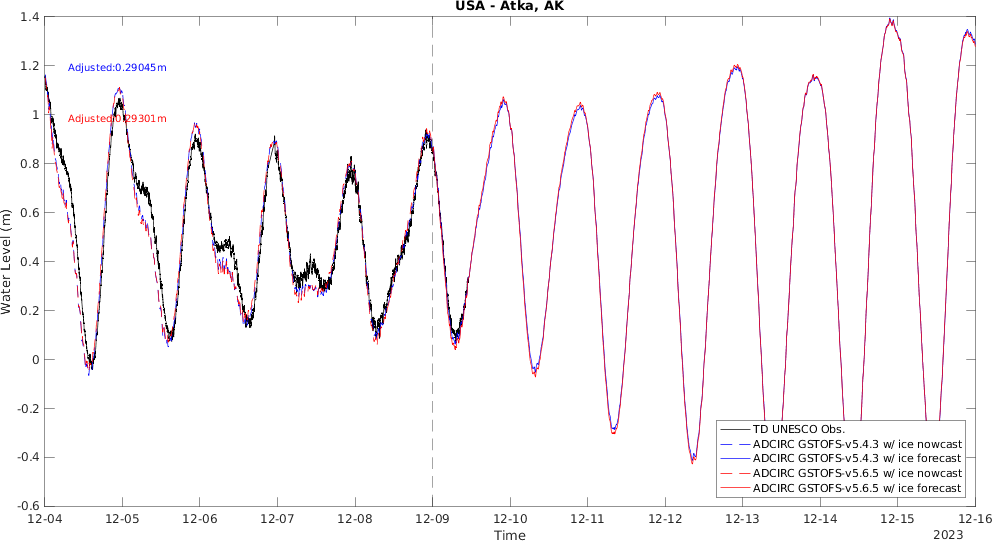 USA - Atka, AK
1.4
1.2
1
0.8
0.6
0.4
0.2
0
-0.2
-0.4
-0.6
Water Level (m)
Adjusted:0.29045m
Adjusted:0.29301m
TD UNESCO Obs.
ADCIRC GSTOFS-v5.4.3 w/ ice nowcast
ADCIRC GSTOFS-v5.4.3 w/ ice forecast
ADCIRC GSTOFS-v5.6.5 w/ ice nowcast
ADCIRC GSTOFS-v5.6.5 w/ ice forecast
12-04 12-05 12-06 12-07 12-08 12-09 12-10 12-11 12-12 12-13 12-14 12-15 12-16
Time
2023